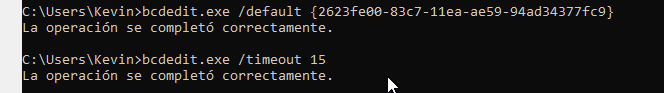 C:\Users\Kevin>bcdedit.exe /default {2623fe00-83c7-11ea-ae59-94ad34377fc9}
La operación se completó correctamente.
C:\Users\Kevin>bcdedit.exe /timeout 15
La operación se completó correctamente.